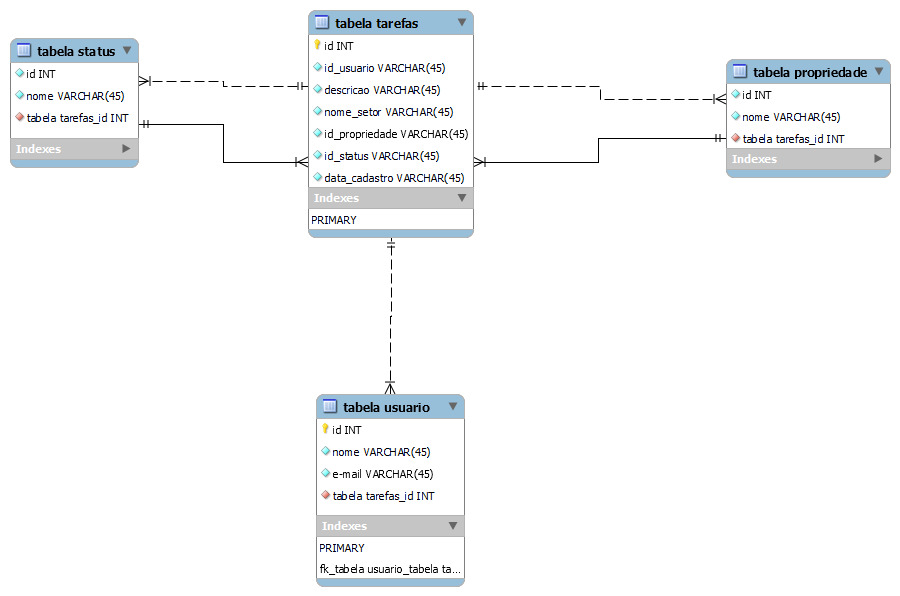 tabela status
id INT
nome VARCHAR(45)
tabela tarefas_id INT
Indexes
tabela tarefas
id INT
id_usuario VARCHAR(45)
descricao VARCHAR(45)
nome_setor VARCHAR(45)
id_propriedade VARCHAR(45)
id_status VARCHAR(45)
data_cadastro VARCHAR(45)
Indexes
PRIMARY
tabela propriedade
id INT
nome VARCHAR(45)
tabela tarefas_id INT
Indexes
tabela usuario
id INT
nome VARCHAR(45)
e-mail VARCHAR(45)
tabela tarefas_id INT
Indexes
PRIMARY
fk_tabela usuario_tabela ta...